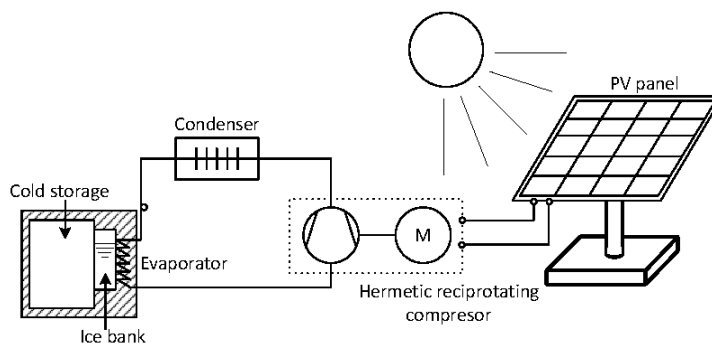 PV panel
Condenser
Cold storage
M
Evaporator
Hermetic reciprotating
compresor
Ice bank